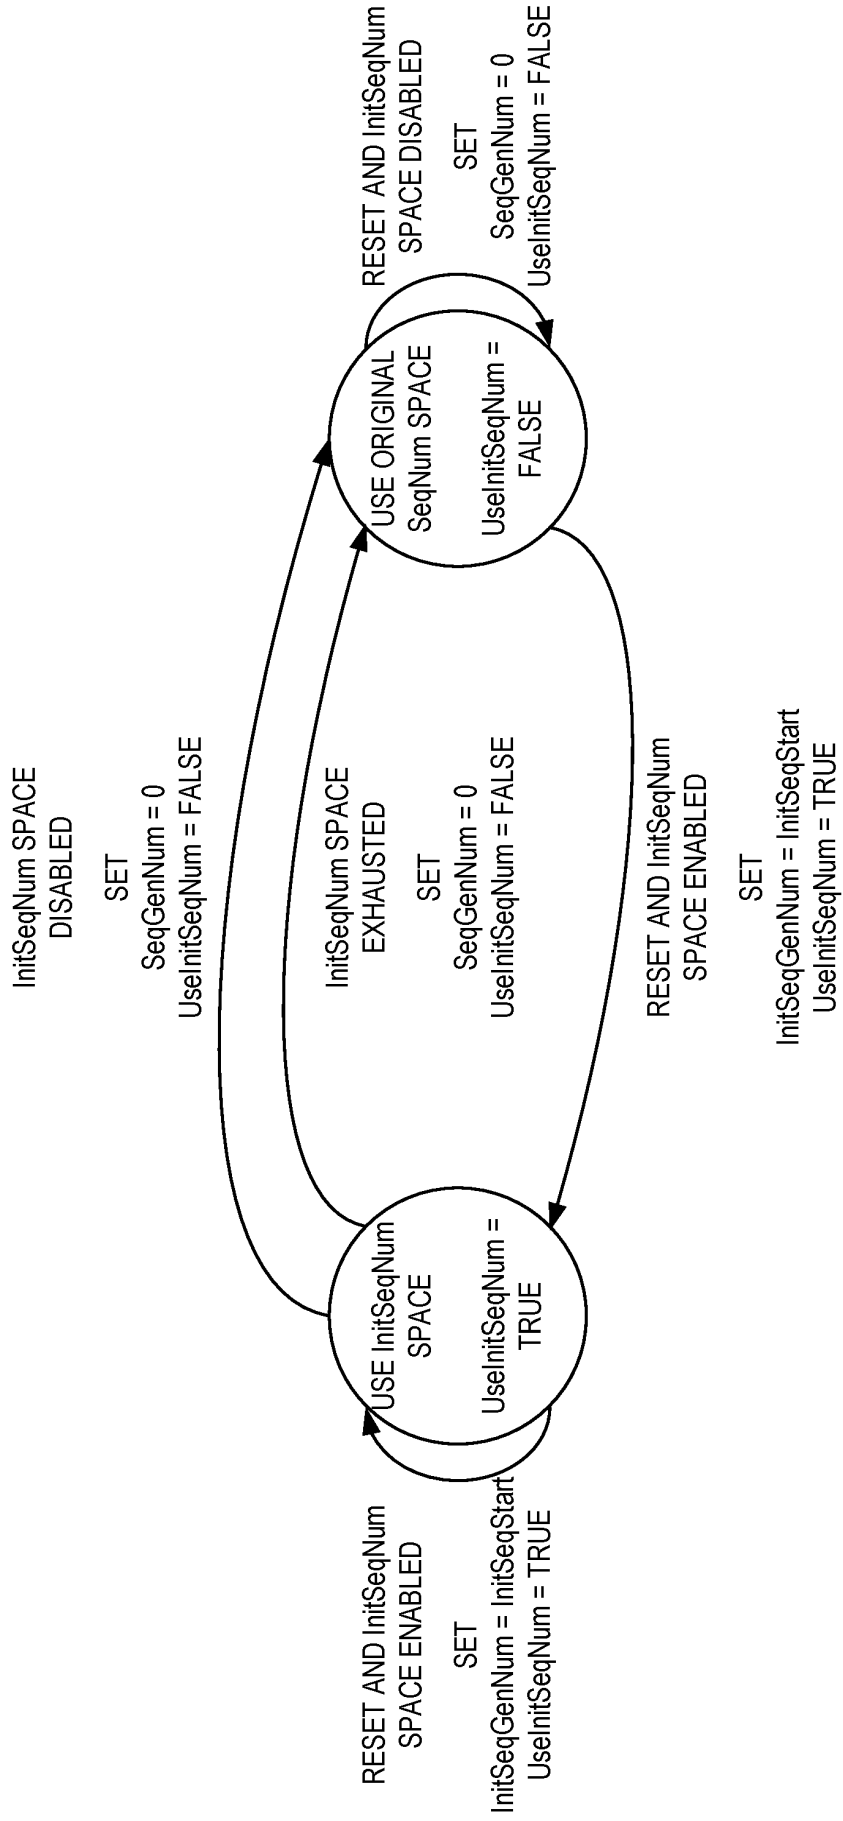 InitSeqNum SPACE
DISABLED
SET
SeqGenNum = 0
UseInitSeqNum = FALSE
InitSeqNum SPACE
EXHAUSTED
SET
SeqGenNum = 0
UseInitSeqNum = FALSE
RESET AND InitSeqNum
SPACE ENABLED
SET
InitSeqGenNum = InitSeqStart
UseInitSeqNum = TRUE
USE InitSeqNum
SPACE
UseInitSeqNum =
TRUE
USE ORIGINAL
SeqNum SPACE
UseInitSeqNum =
FALSE
RESET AND InitSeqNum
SPACE DISABLED
SET
SeqGenNum = 0
UseInitSeqNum = FALSE
RESET AND InitSeqNum
SPACE ENABLED
SET
InitSeqGenNum = InitSeqStart
UseInitSeqNum = TRUE